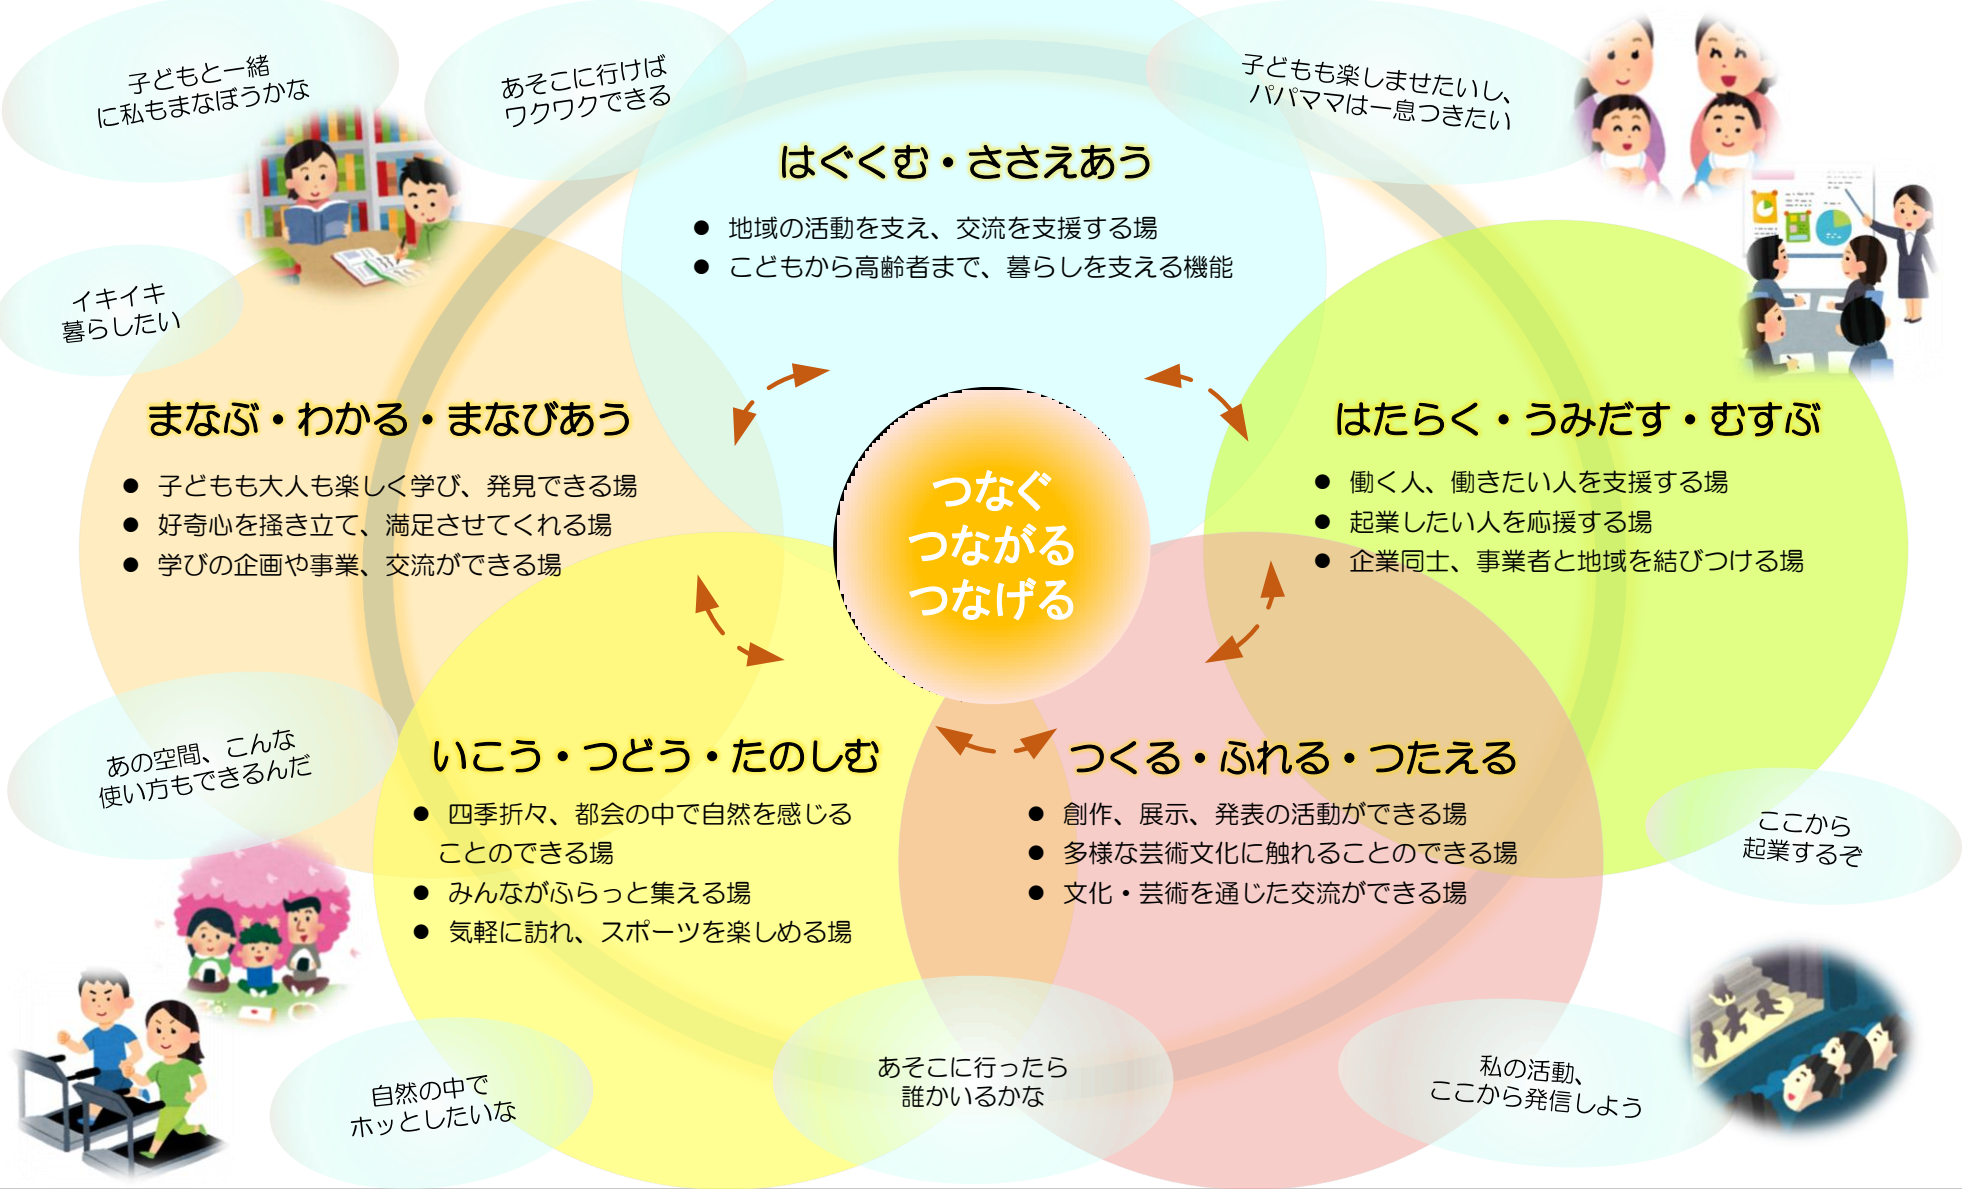 子どもと一緒
に私もまなぼうかな
あそこに行けば
ワクワクできる
子どもも楽しませたいし、
パパママは一息つきたい
はぐくむ・ささえあう
● 地域の活動を支え、交流を支援する場
● こどもから高齢者まで、暮らしを支える機能
イキイキ
暮らしたい
まなぶ・わかる・まなびあう
● 子どもも大人も楽しく学び、発見できる場
● 好奇心を掻き立て、満足させてくれる場
● 学びの企画や事業、交流ができる場
つなぐ
つながる
つなげる
はたらく・うみだす・むすぶ
● 働く人、働きたい人を支援する場
● 起業したい人を応援する場
● 企業同士、事業者と地域を結びつける場
あの空間、こんな
使い方もできるんだ
いこう・つどう・たのしむ
● 四季折々、都会の中で自然を感じる
ことのできる場
● みんながふらっと集える場
● 気軽に訪れ、スポーツを楽しめる場
つくる・ふれる・つたえる
● 創作、展示、発表の活動ができる場
● 多様な芸術文化に触れることのできる場
● 文化・芸術を通じた交流ができる場
ここから
起業するぞ
自然の中で
ホッとしたいな
あそこに行ったら
誰かいるかな
私の活動、
ここから発信しよう